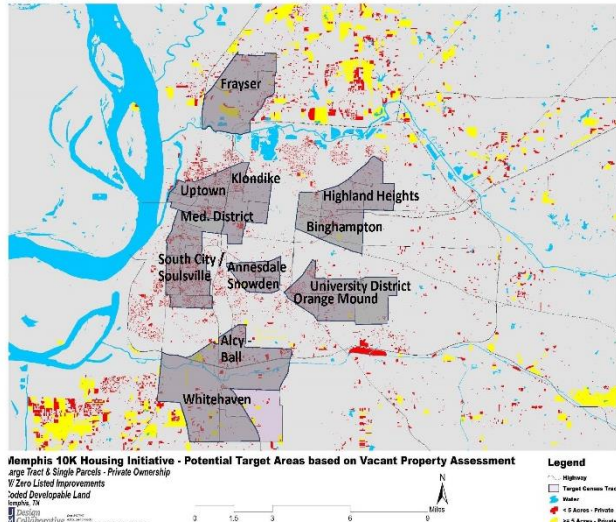 Frayser
Klondike
Uptown
Med. District
Highland Heights
Binghampton
South City /
Soulsville
Annesdale
Snowden
University District
Orange Mound
Alcy
Ball
Whitehaven
Memphis 10K Housing Initiative - Potential Target Areas based on Vacant Property Assessment
Large Tract & Single Parcels - Private Ownership
W/ Zero Listed Improvements
Coded Developable Land
Memphis, TN
Design
Collaborative
N
Miles
0 1.5 3 6 9
Legend
Highway
Target Census Tract
Water
< 5 Acres - Private
>= 5 Acres - Private